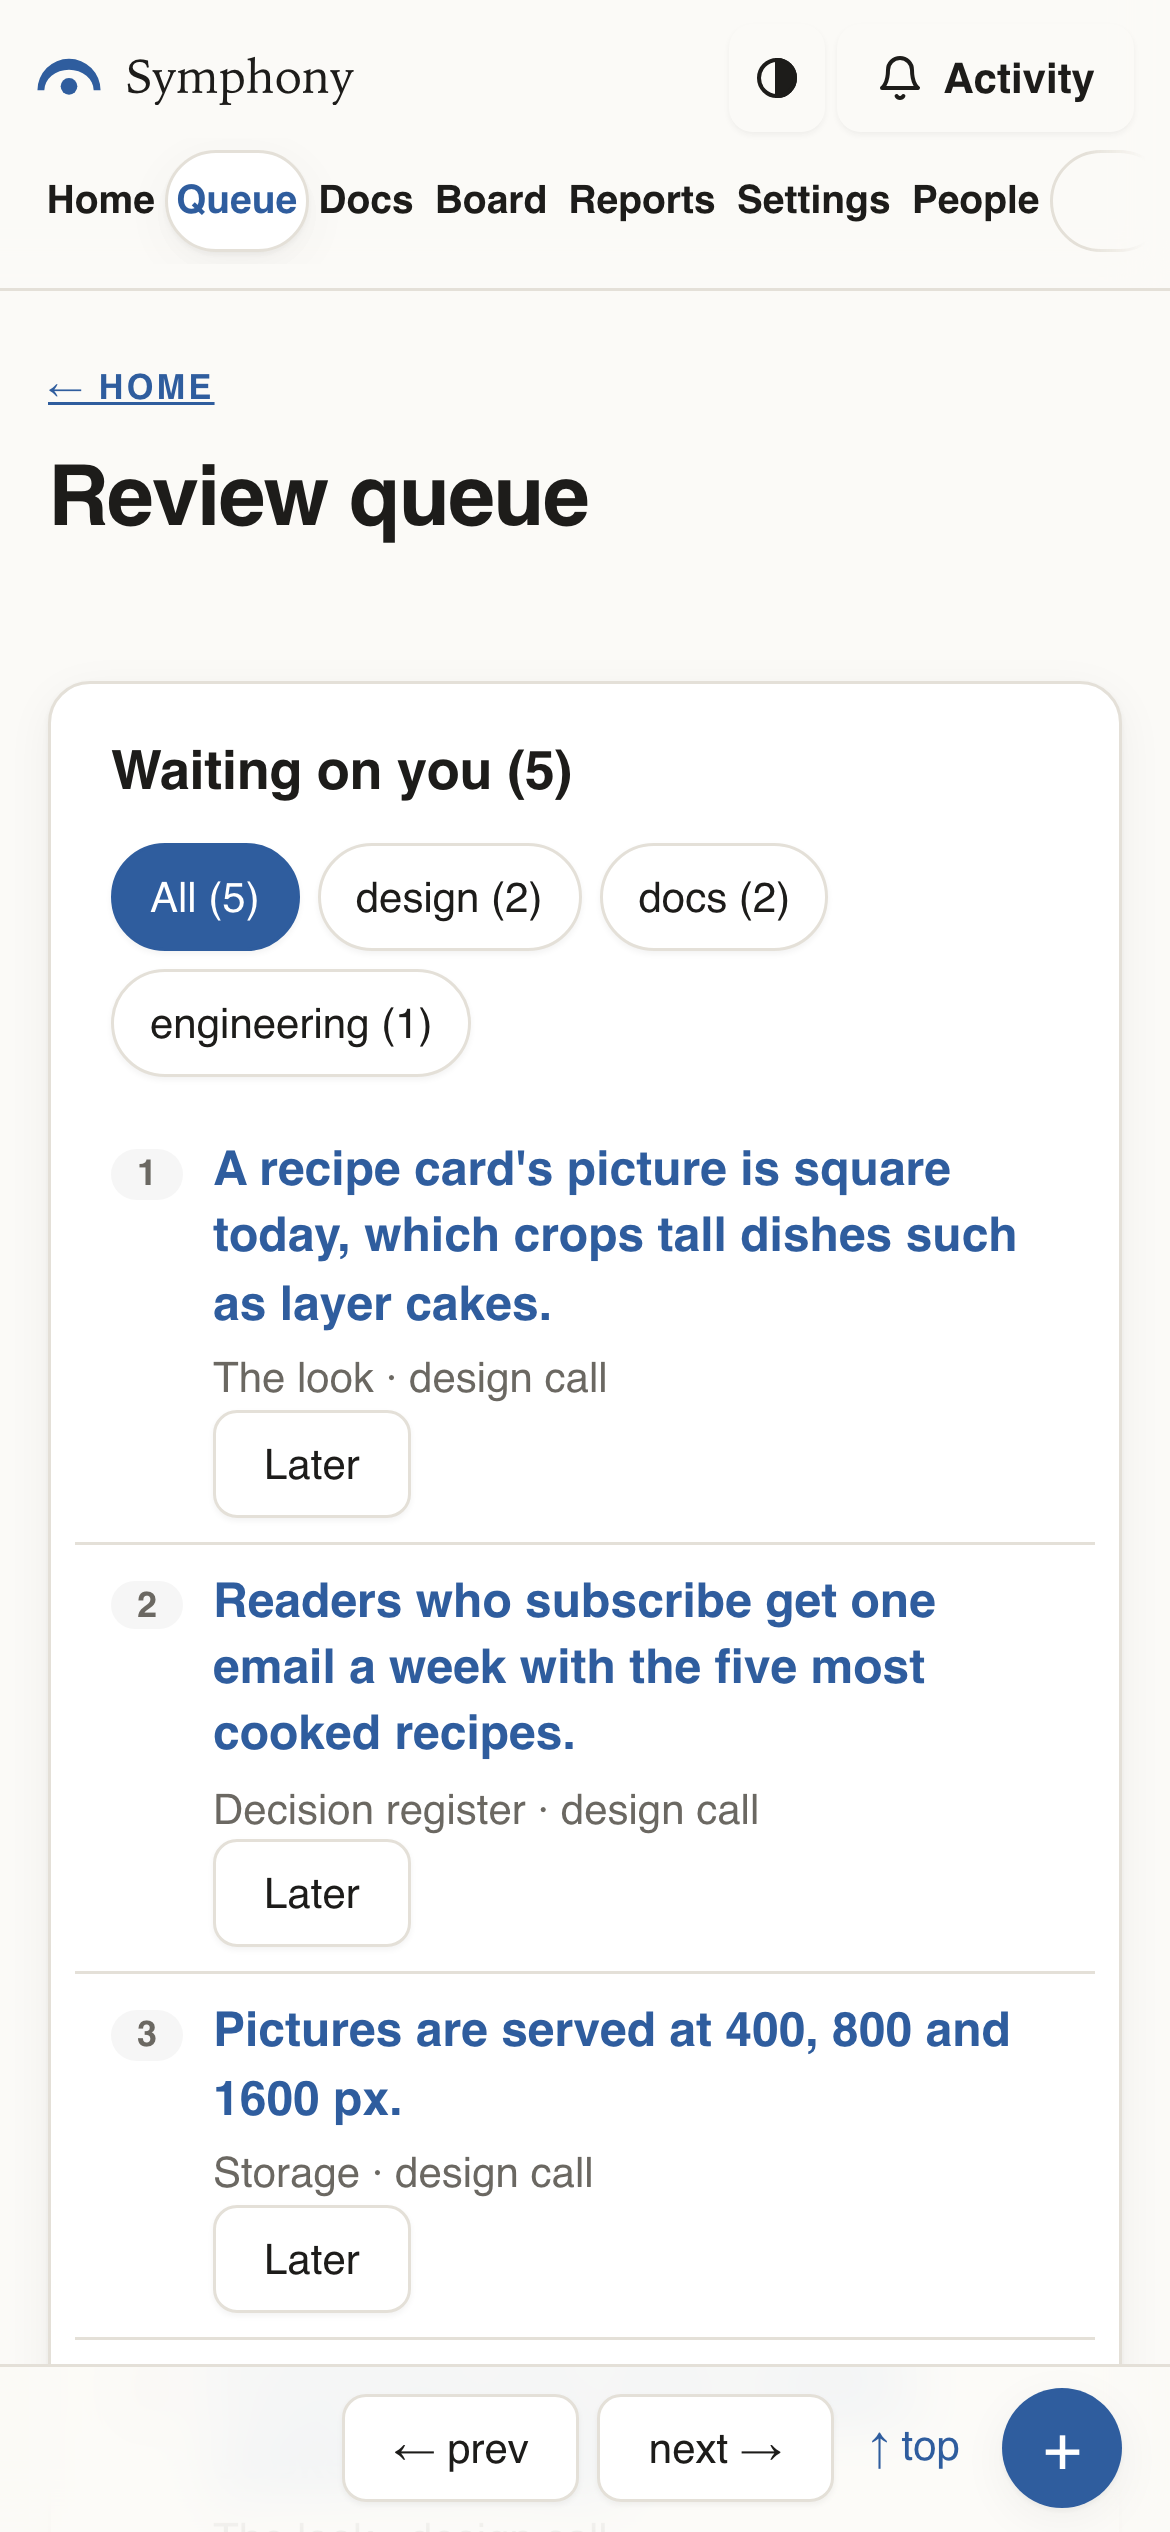 Symphony
Activity
Home Queue Docs Board Reports Settings People
← HOME
Review queue
Waiting on you (5)
All (5) design (2) docs (2)
engineering (1)
1 A recipe card's picture is square
today, which crops tall dishes such
as layer cakes.
The look · design call
Later
2 Readers who subscribe get one
email a week with the five most
cooked recipes.
Decision register · design call
Later
3 Pictures are served at 400, 800 and
1600 px.
Storage · design call
Later
← prev next → ↑ top +